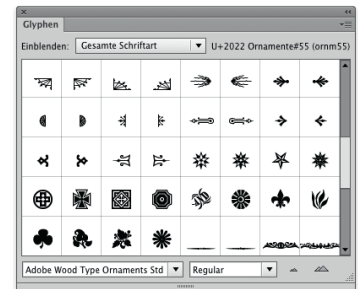 Glyphen
Einblenden: Gesamte Schriftart U+2022 Ornamente#55 (ornm55)
Adobe Wood Type Ornaments Std Regular